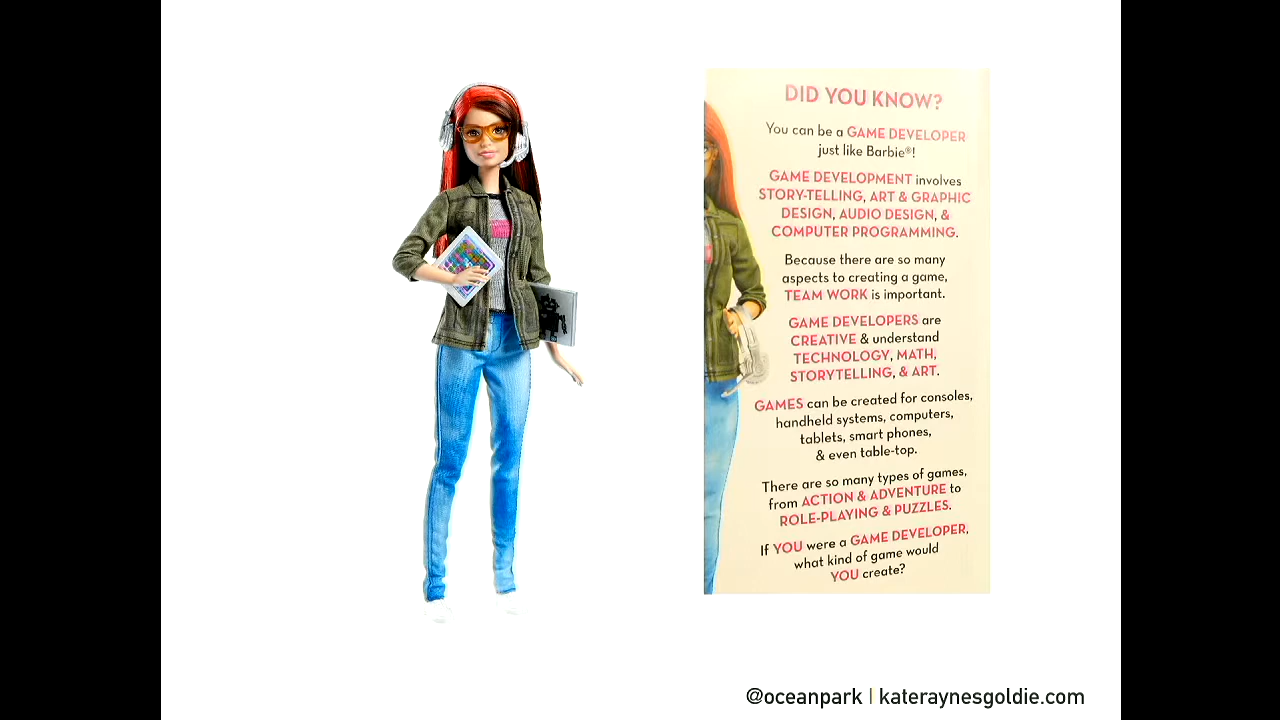 DID YOU KNOW?
You can be a GAME DEVELOPER
just like Barbie®!
GAME DEVELOPMENT involves
STORY-TELLING, ART & GRAPHIC
DESIGN, AUDIO DESIGN, &
COMPUTER PROGRAMMING.
Because there are so many
aspects to creating a game,
TEAM WORK is important.
GAME DEVELOPERS are
CREATIVE & understand
TECHNOLOGY, MATH,
STORYTELLING, & ART.
GAMES can be created for consoles,
handheld systems, computers,
tablets, smart phones,
& even table-top.
There are so many types of games,
from ACTION & ADVENTURE to
ROLE-PLAYING & PUZZLES.
If YOU were a GAME DEVELOPER,
what kind of game would
YOU create?
@oceanpark | kateraynesgoldie.com